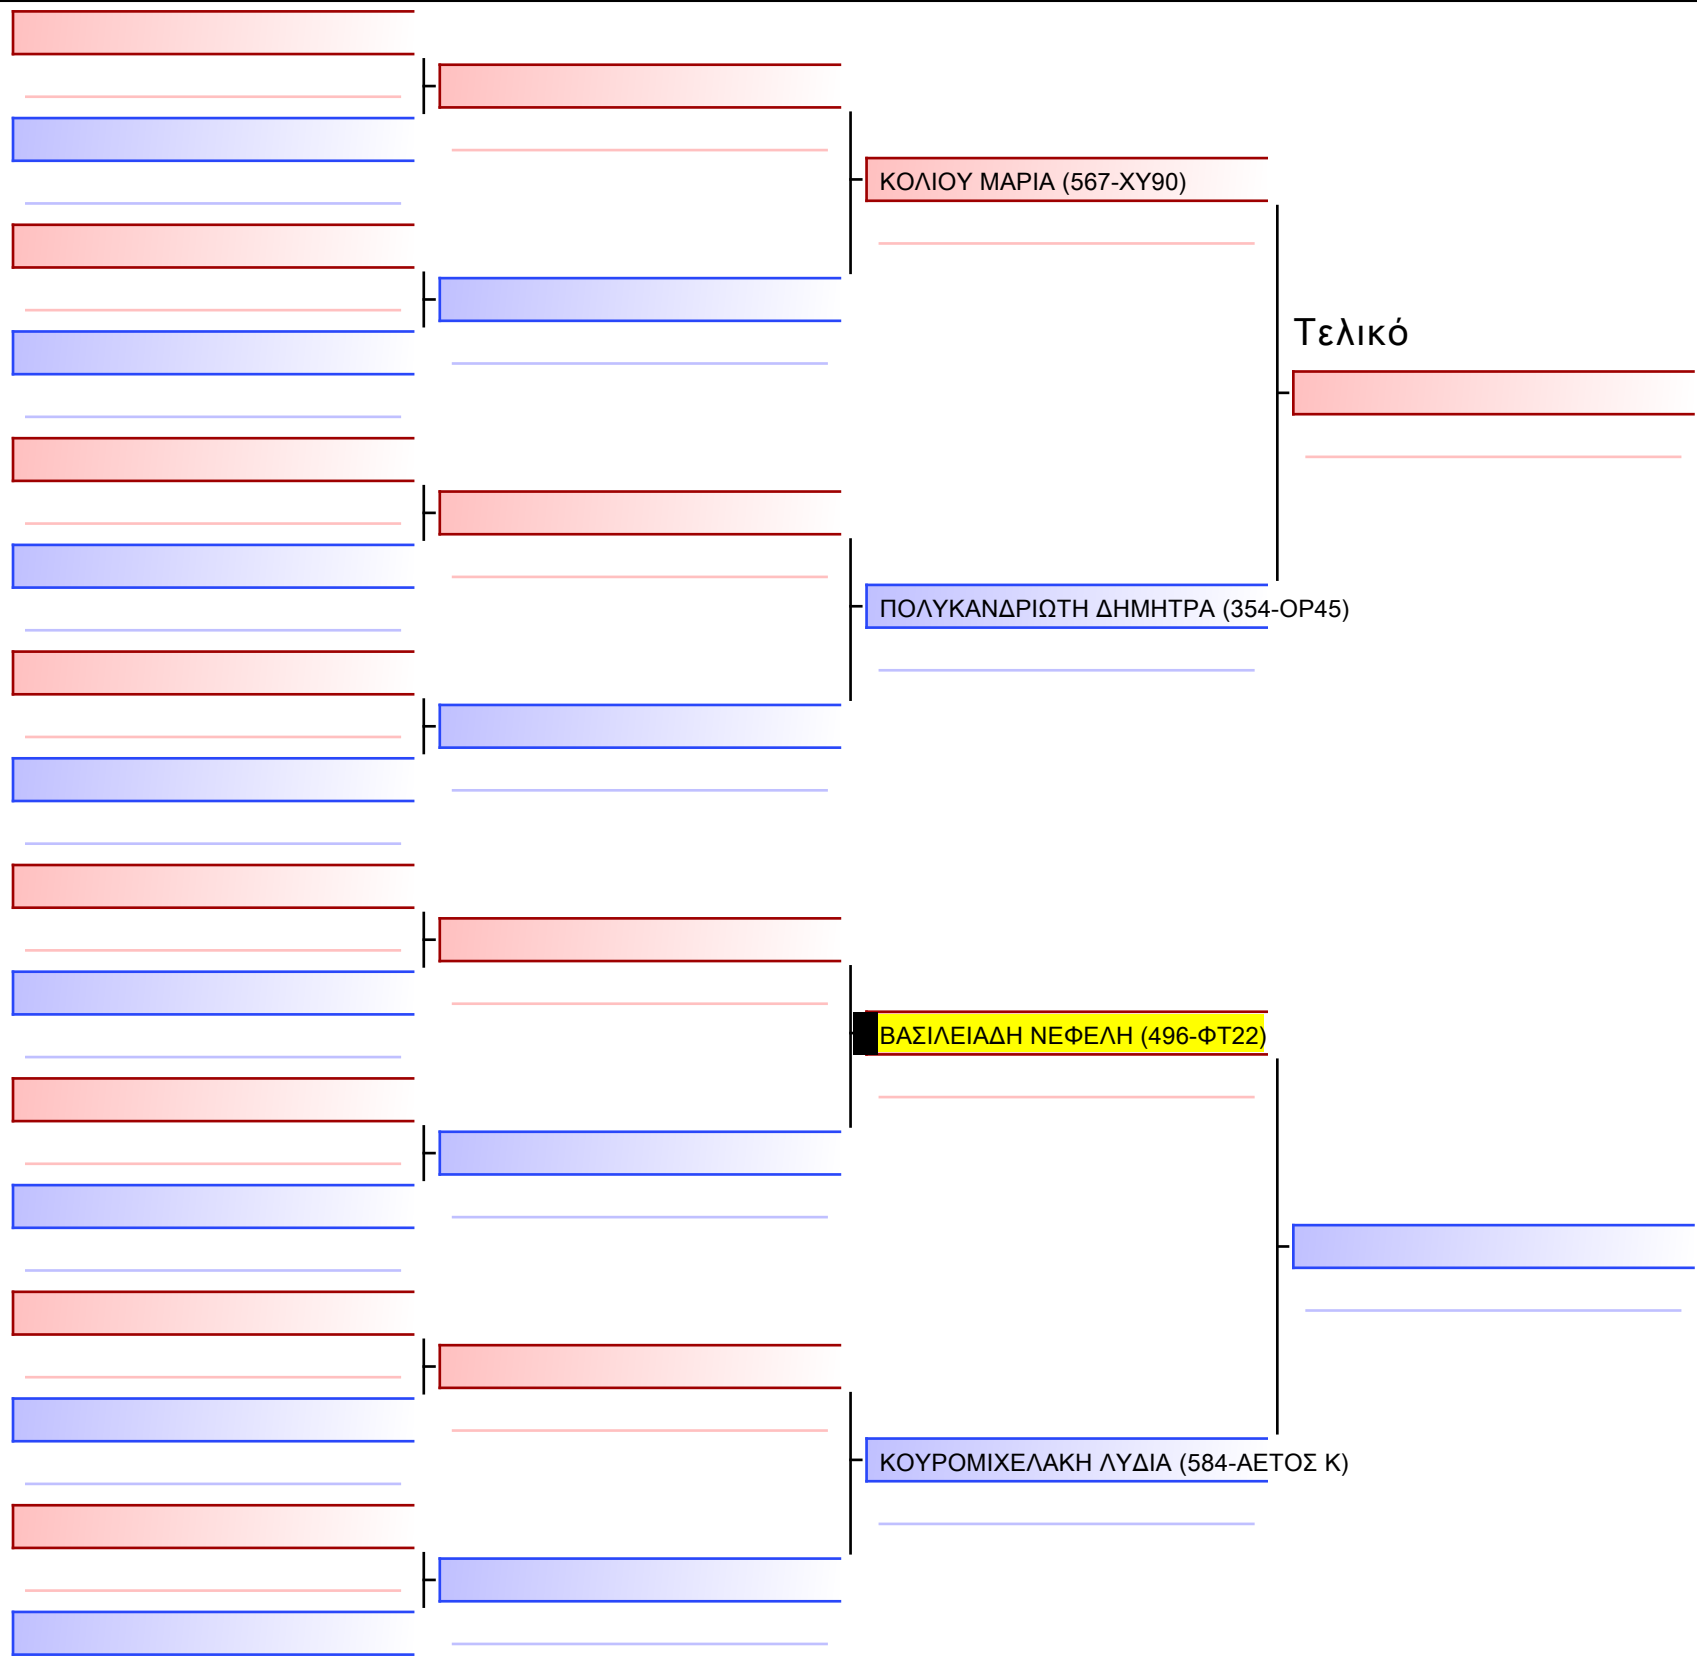 ΚΟΛΙΟΥ ΜΑΡΙΑ (567-ΧΥ90)
Τελικό
ΠΟΛΥΚΑΝΔΡΙΩΤΗ ΔΗΜΗΤΡΑ (354-ΟΡ45)
ΒΑΣΙΛΕΙΑΔΗ ΝΕΦΕΛΗ (496-ΦΤ22)
ΚΟΥΡΟΜΙΧΕΛΑΚΗ ΛΥΔΙΑ (584-ΑΕΤΟΣ Κ)